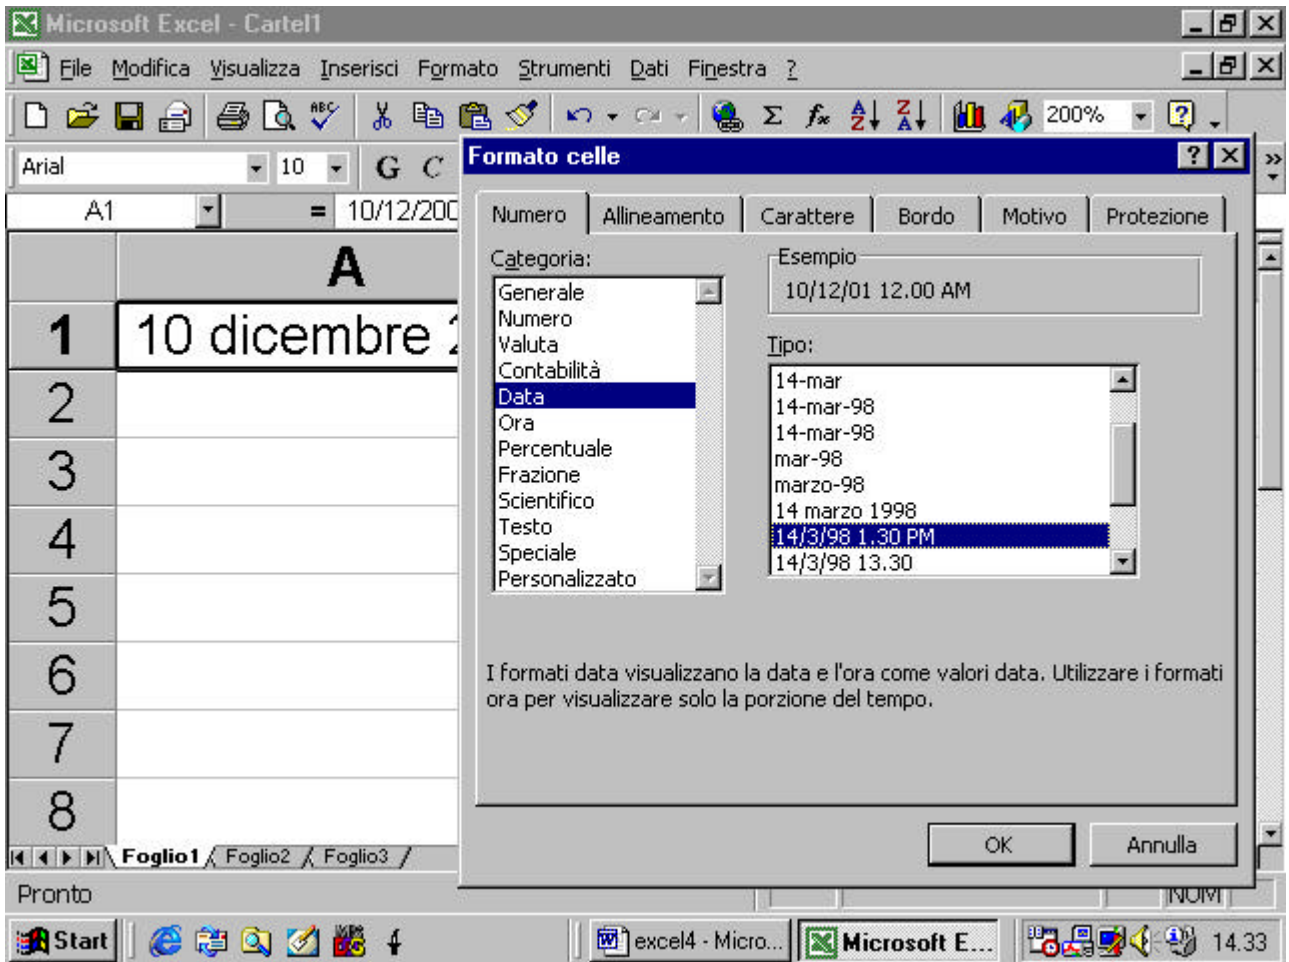 Microsoft Excel - Cartel1
File Modifica Visualizza Inserisci Formato Strumenti Dati Finestra ?
ABC Σ fx A Z Z A 200% ?
Arial 10 G C
Formato celle ?
A1 = 10/12/200
Numero Allineamento Carattere Bordo Motivo Protezione
Categoria:
Generale
Numero
Valuta
Contabilità
Data
Ora
Percentuale
Frazione
Scientifico
Testo
Speciale
Personalizzato
Esempio
10/12/01 12.00 AM
Tipo:
14-mar
14-mar-98
14-mar-98
mar-98
marzo-98
14 marzo 1998
14/3/98 1.30 PM
14/3/98 13.30
I formati data visualizzano la data e l'ora come valori data. Utilizzare i formati
ora per visualizzare solo la porzione del tempo.
OK Annulla
A
1 10 dicembre
2
3
4
5
6
7
8
Foglio1 Foglio2 Foglio3
Pronto NUM
Start excel4 - Micro... Microsoft E... 14.33